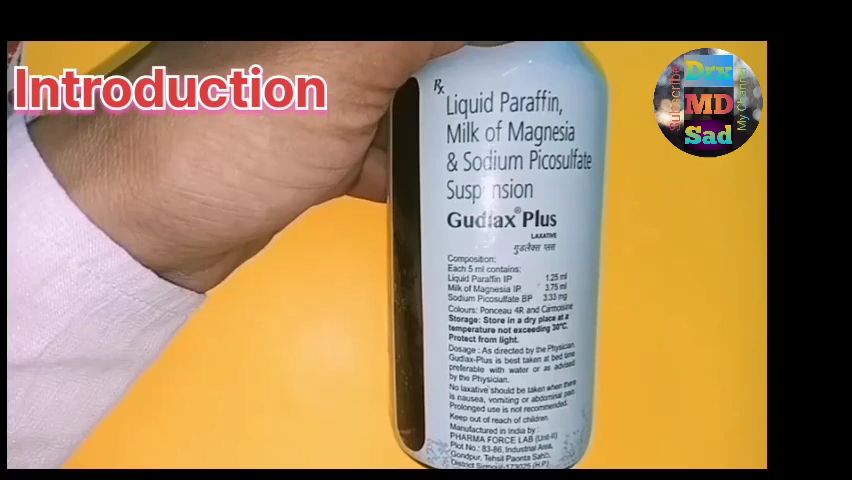 Introduction
Subscribe
Drx
MD
Sad
My Channel
Rx
Liquid Paraffin,
Milk of Magnesia
& Sodium Picosulfate
Suspension
Gudlax® Plus
LAXATIVE
गुडलैक्स प्लस
Composition:
Each 5 ml contains:
Liquid Paraffin IP 1.25 ml
Milk of Magnesia IP 3.75 ml
Sodium Picosulfate BP 3.33 mg
Colours: Ponceau 4R and Carmosine
Storage: Store in a dry place at a
temperature not exceeding 30°C.
Protect from light.
Dosage : As directed by the Physician.
Gudlax-Plus is best taken at bed time
preferable with water or as advised
by the Physician.
No laxative should be taken when there
is nausea, vomiting or abdominal pain.
Prolonged use is not recommended.
Keep out of reach of children.
Manufactured in India by :
PHARMA FORCE LAB (Unit-II)
Plot No.: 83-86, Industrial Area,
Gondpur, Tehsil Paonta Sahib,
District Sirmour-173025 (H.P.)